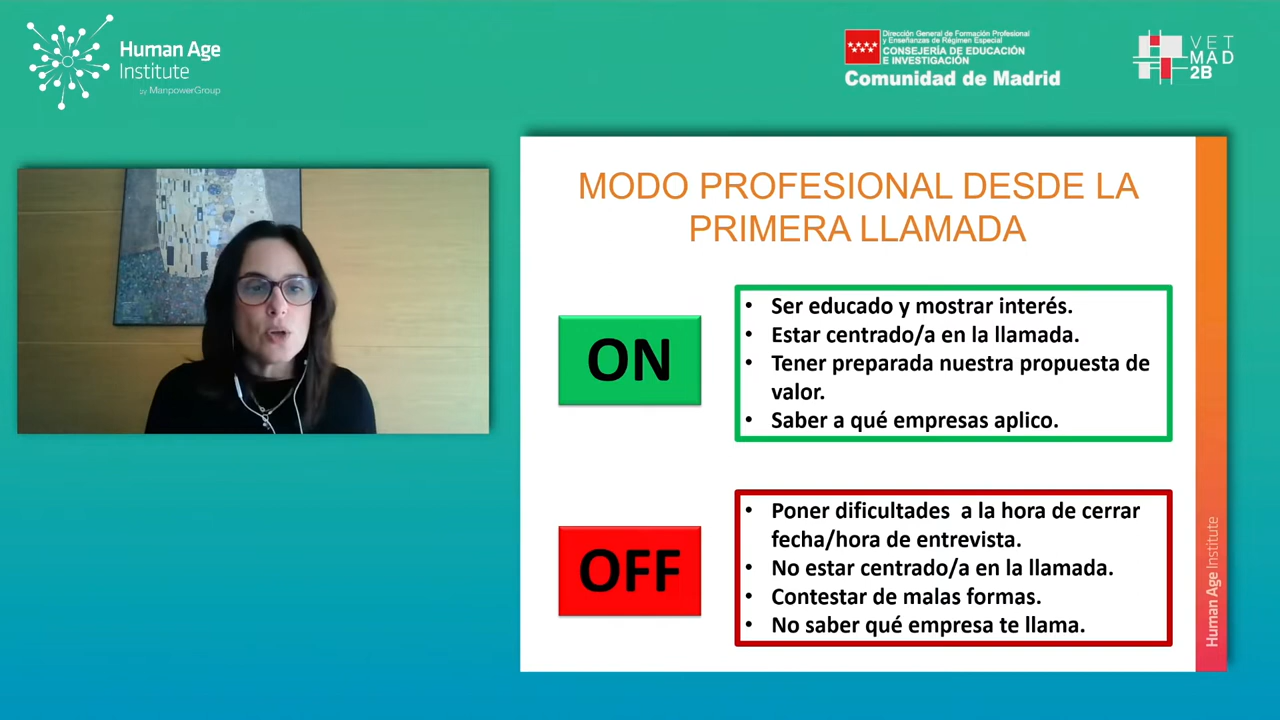 Human Age
Institute
by ManpowerGroup
Dirección General de Formación Profesional
y Enseñanzas de Régimen Especial
CONSEJERÍA DE EDUCACIÓN
E INVESTIGACIÓN
Comunidad de Madrid
VET
MAD
2B
MODO PROFESIONAL DESDE LA
PRIMERA LLAMADA
ON
• Ser educado y mostrar interés.
• Estar centrado/a en la llamada.
• Tener preparada nuestra propuesta de
valor.
• Saber a qué empresas aplico.
OFF
• Poner dificultades a la hora de cerrar
fecha/hora de entrevista.
• No estar centrado/a en la llamada.
• Contestar de malas formas.
• No saber qué empresa te llama.
Human Age Institute